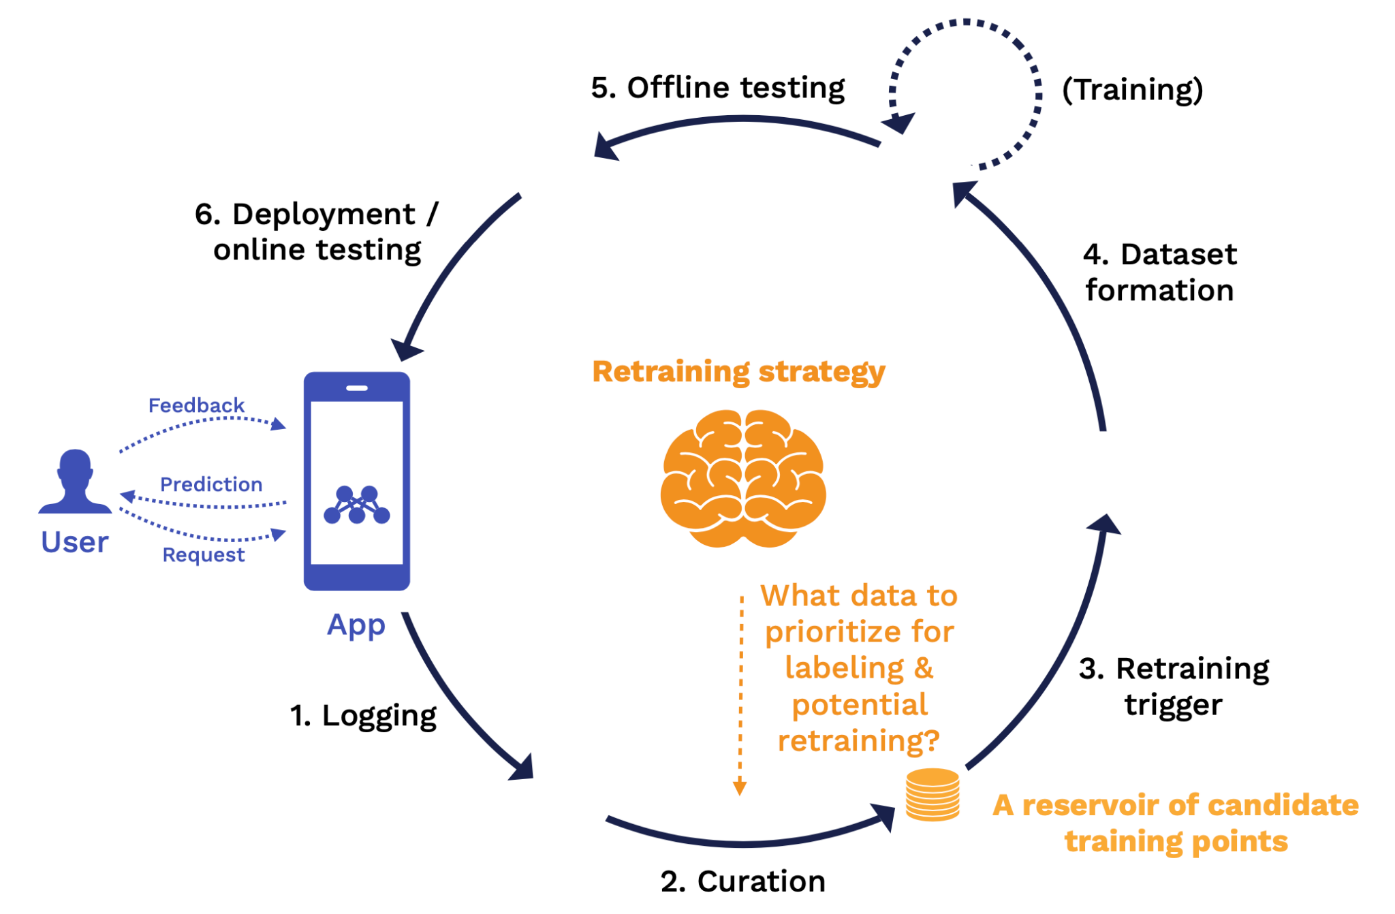 5. Offline testing
(Training)
6. Deployment /
online testing
4. Dataset
formation
Retraining strategy
Feedback
Prediction
Request
User
App
What data to
prioritize for
labeling &
potential
retraining?
1. Logging
3. Retraining
trigger
A reservoir of candidate
training points
2. Curation